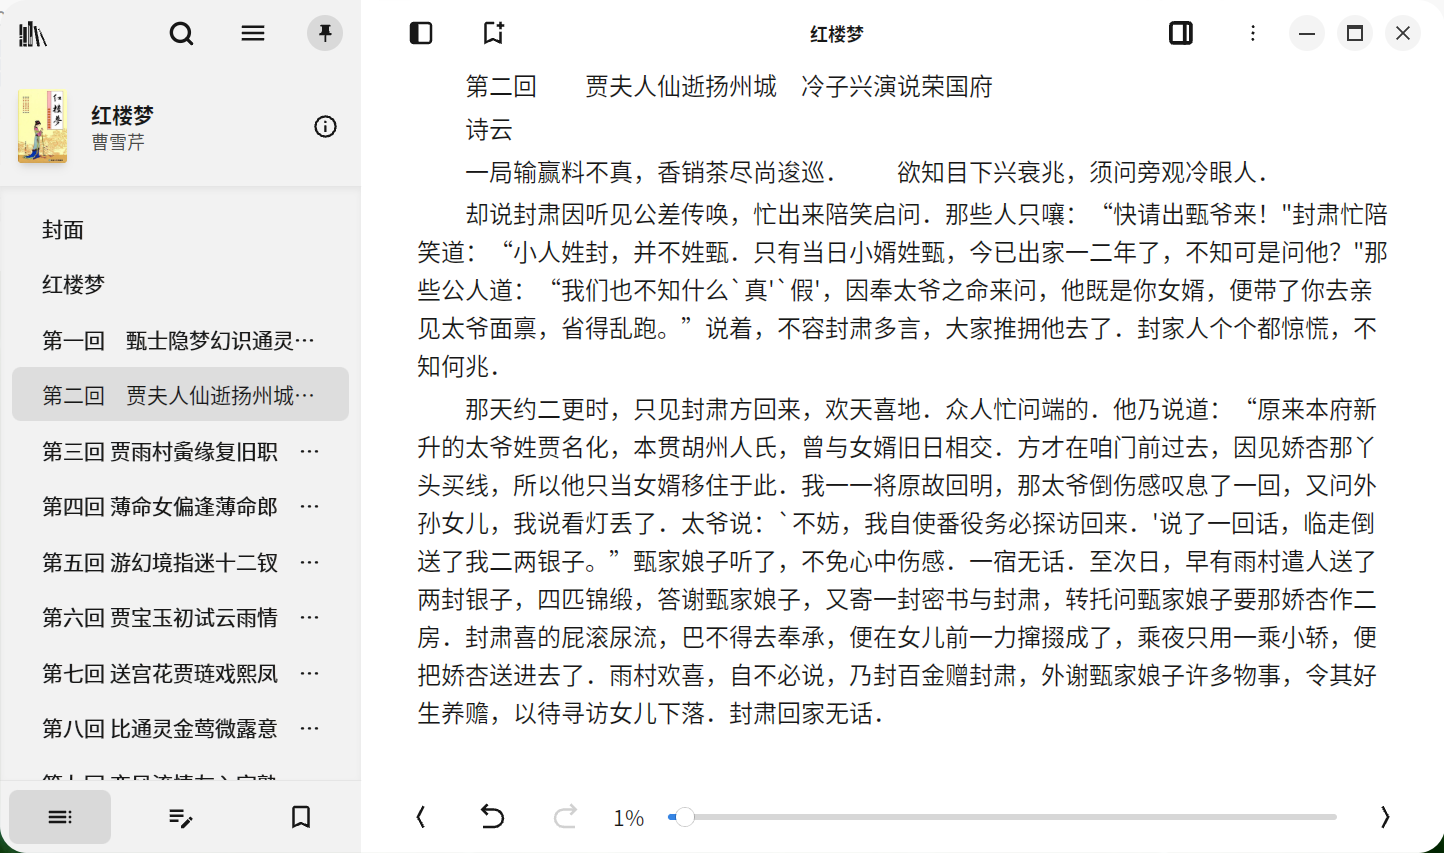 红楼梦
曹雪芹
封面
红楼梦
第一回　甄士隐梦幻识通灵…
第二回　贾夫人仙逝扬州城…
第三回 贾雨村夤缘复旧职　…
第四回 薄命女偏逢薄命郎　…
第五回 游幻境指迷十二钗　…
第六回 贾宝玉初试云雨情　…
第七回 送宫花贾琏戏熙凤　…
第八回 比通灵金莺微露意　…
红楼梦
第二回　　贾夫人仙逝扬州城　冷子兴演说荣国府
诗云
一局输赢料不真，香销茶尽尚逡巡．　　欲知目下兴衰兆，须问旁观冷眼人．
却说封肃因听见公差传唤，忙出来陪笑启问．那些人只嚷：“快请出甄爷来！"封肃忙陪
笑道：“小人姓封，并不姓甄．只有当日小婿姓甄，今已出家一二年了，不知可是问他？"那
些公人道：“我们也不知什么`真'`假'，因奉太爷之命来问，他既是你女婿，便带了你去亲
见太爷面禀，省得乱跑。”说着，不容封肃多言，大家推拥他去了．封家人个个都惊慌，不
知何兆．
那天约二更时，只见封肃方回来，欢天喜地．众人忙问端的．他乃说道：“原来本府新
升的太爷姓贾名化，本贯胡州人氏，曾与女婿旧日相交．方才在咱门前过去，因见娇杏那丫
头买线，所以他只当女婿移住于此．我一一将原故回明，那太爷倒伤感叹息了一回，又问外
孙女儿，我说看灯丢了．太爷说：`不妨，我自使番役务必探访回来．'说了一回话，临走倒
送了我二两银子。”甄家娘子听了，不免心中伤感．一宿无话．至次日，早有雨村遣人送了
两封银子，四匹锦缎，答谢甄家娘子，又寄一封密书与封肃，转托问甄家娘子要那娇杏作二
房．封肃喜的屁滚尿流，巴不得去奉承，便在女儿前一力撺掇成了，乘夜只用一乘小轿，便
把娇杏送进去了．雨村欢喜，自不必说，乃封百金赠封肃，外谢甄家娘子许多物事，令其好
生养赡，以待寻访女儿下落．封肃回家无话．
1%